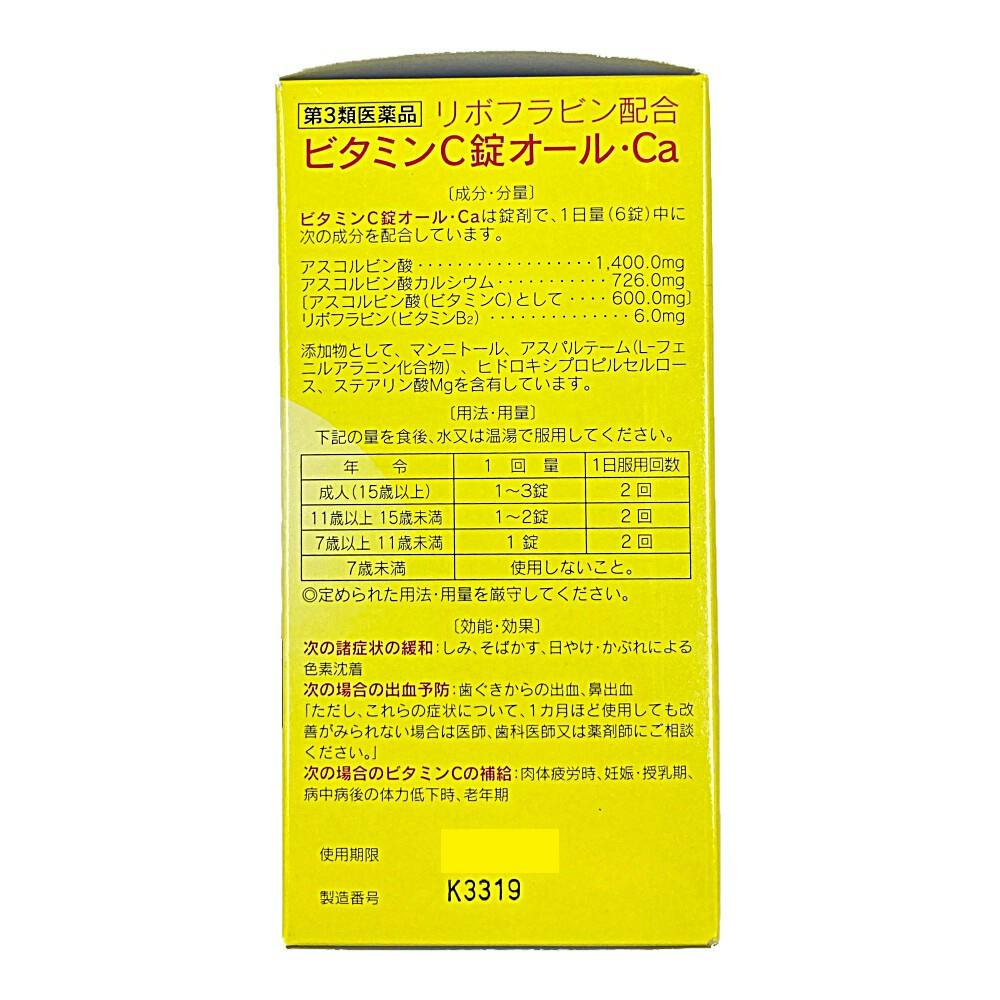 第3類医薬品 リボフラビン配合
ビタミンC錠オール・Ca
〔成分・分量〕
ビタミンC錠オール・Caは錠剤で、1日量(6錠)中に
次の成分を配合しています。
アスコルビン酸・・・・・・・・・・・・・・・・・・1,400.0mg
アスコルビン酸カルシウム・・・・・・・・・・・726.0mg
〔アスコルビン酸(ビタミンC)として・・・・600.0mg〕
リボフラビン(ビタミンB₂)・・・・・・・・・・・・・・6.0mg
添加物として、マンニトール、アスパルテーム(L-フェ
ニルアラニン化合物)、ヒドロキシプロピルセルロー
ス、ステアリン酸Mgを含有しています。
〔用法・用量〕
下記の量を食後、水又は温湯で服用してください。
年 令 1 回 量 1日服用回数
成人(15歳以上) 1〜3錠 2 回
11歳以上 15歳未満 1〜2錠 2 回
7歳以上 11歳未満 1 錠 2 回
7歳未満 使用しないこと。
◎定められた用法・用量を厳守してください。
〔効能・効果〕
次の諸症状の緩和:しみ、そばかす、日やけ・かぶれによる
色素沈着
次の場合の出血予防:歯ぐきからの出血、鼻出血
「ただし、これらの症状について、1カ月ほど使用しても改
善がみられない場合は医師、歯科医師又は薬剤師にご相談
ください。」
次の場合のビタミンCの補給:肉体疲労時、妊娠・授乳期、
病中病後の体力低下時、老年期
使用期限
製造番号 K3319